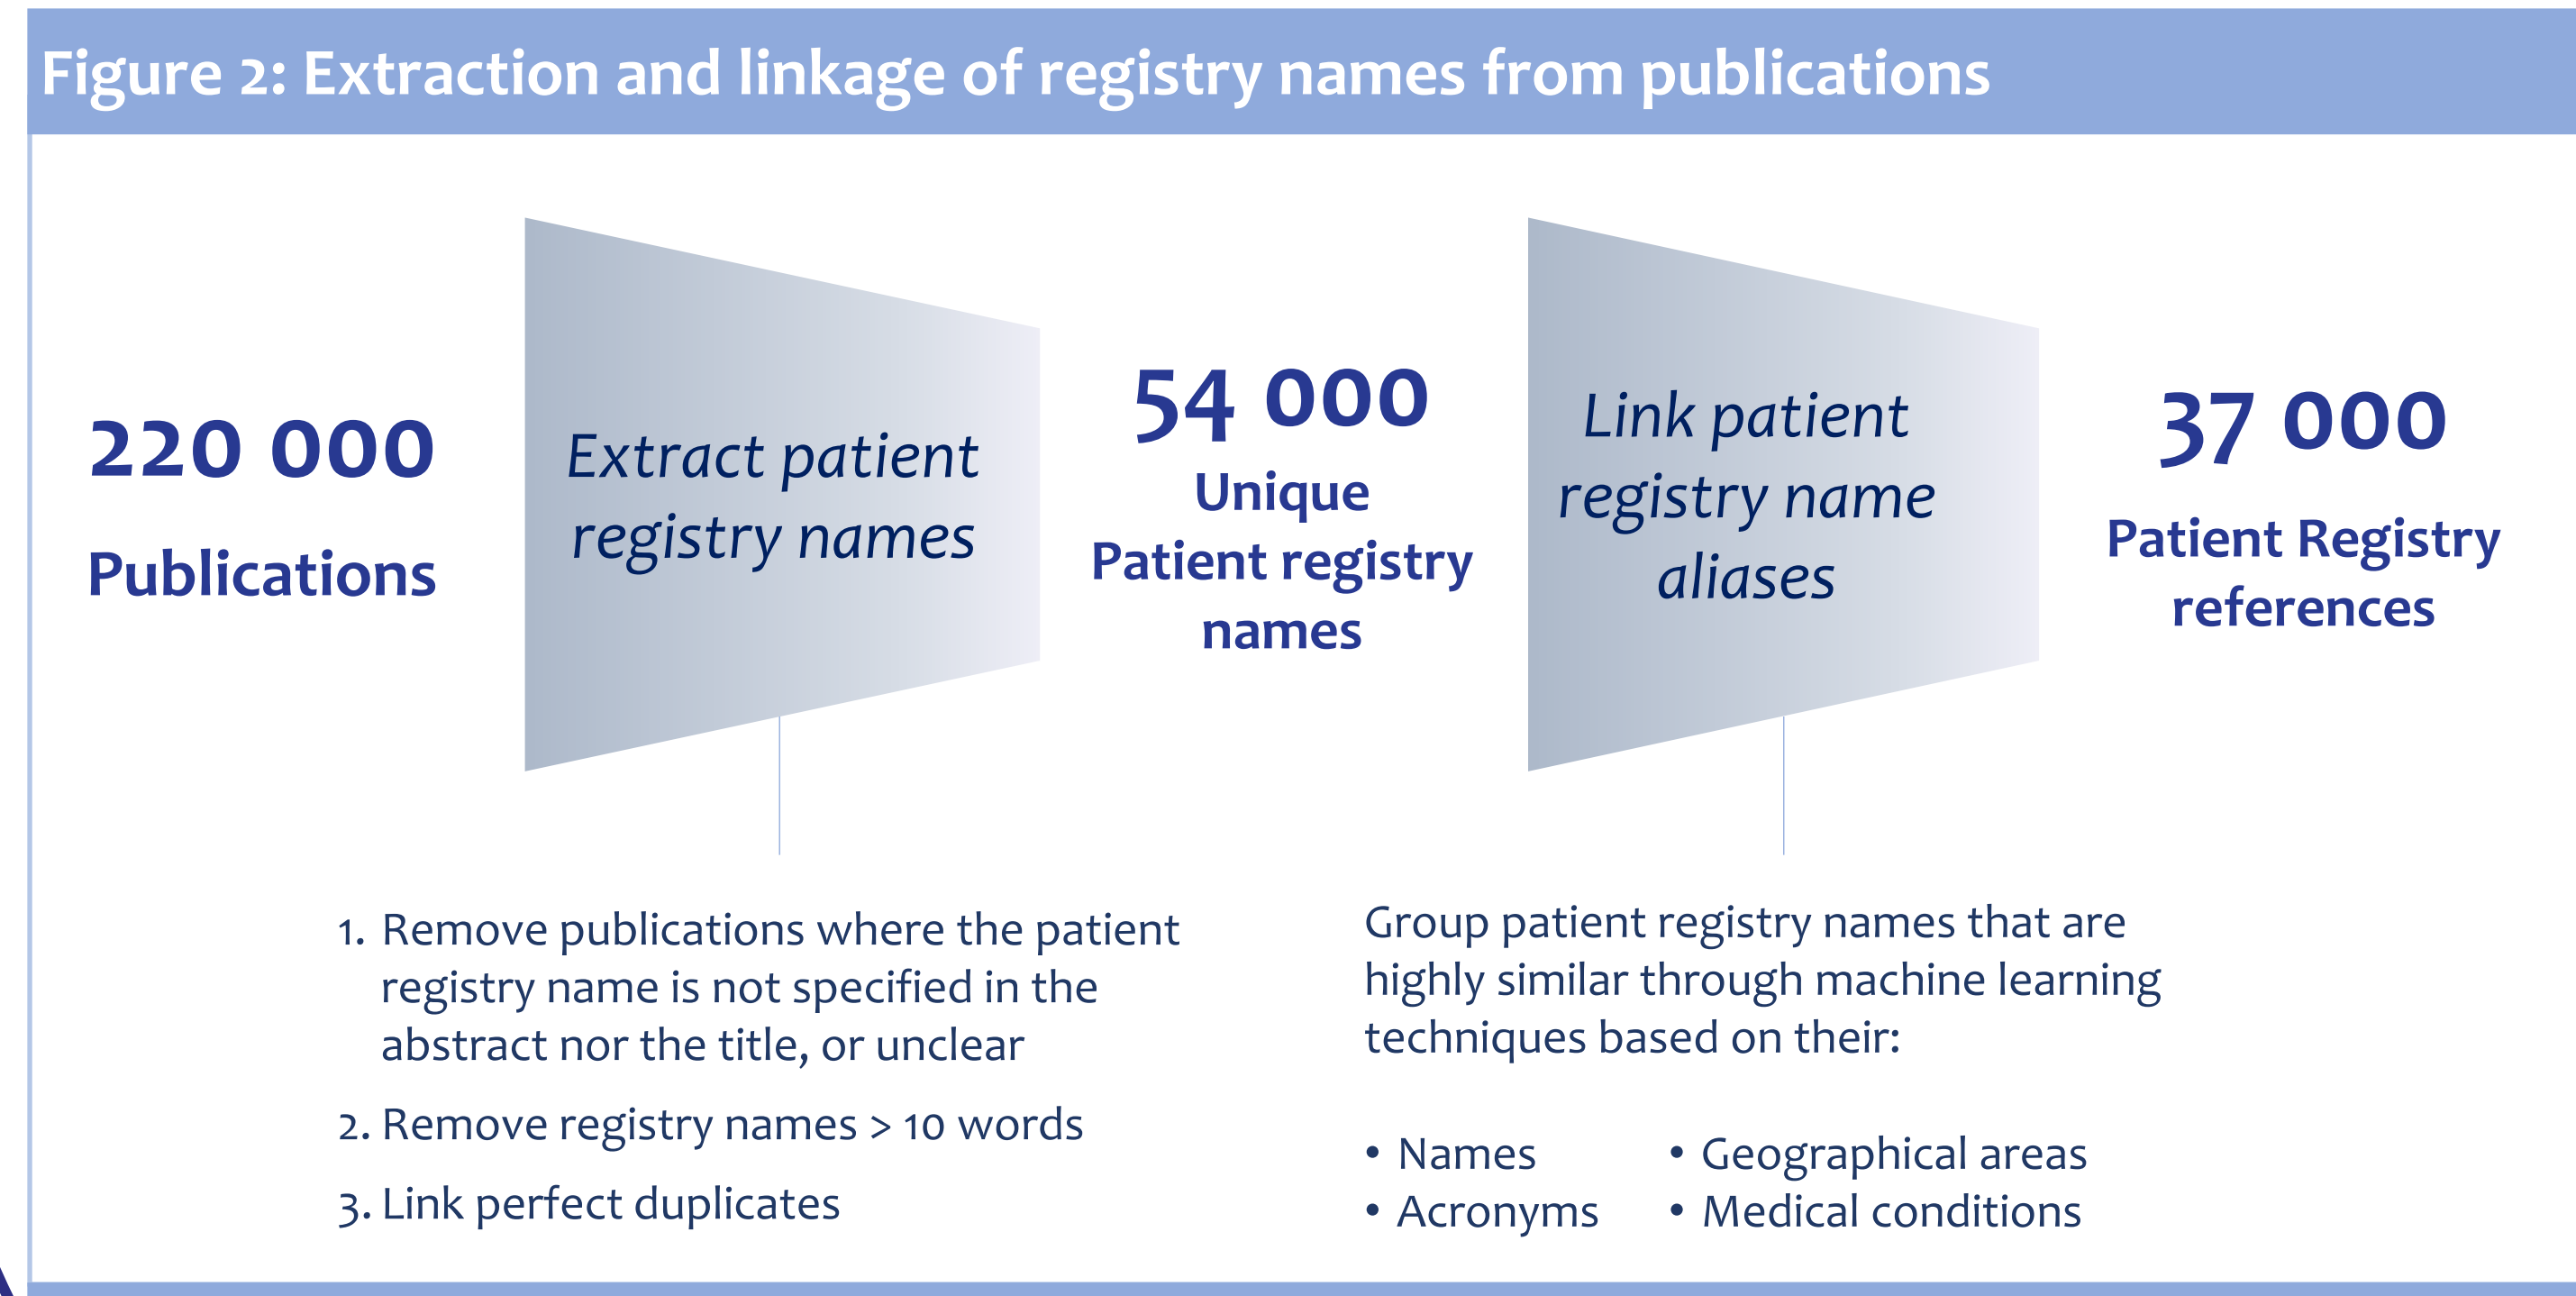 Figure 2: Extraction and linkage of registry names from publications
220 000
Publications
Extract patient
registry names
54 000
Unique
Patient registry
names
Link patient
registry name
aliases
37 000
Patient Registry
references
1. Remove publications where the patient
registry name is not specified in the
abstract nor the title, or unclear
2. Remove registry names > 10 words
3. Link perfect duplicates
Group patient registry names that are
highly similar through machine learning
techniques based on their:
• Names
• Acronyms
• Geographical areas
• Medical conditions